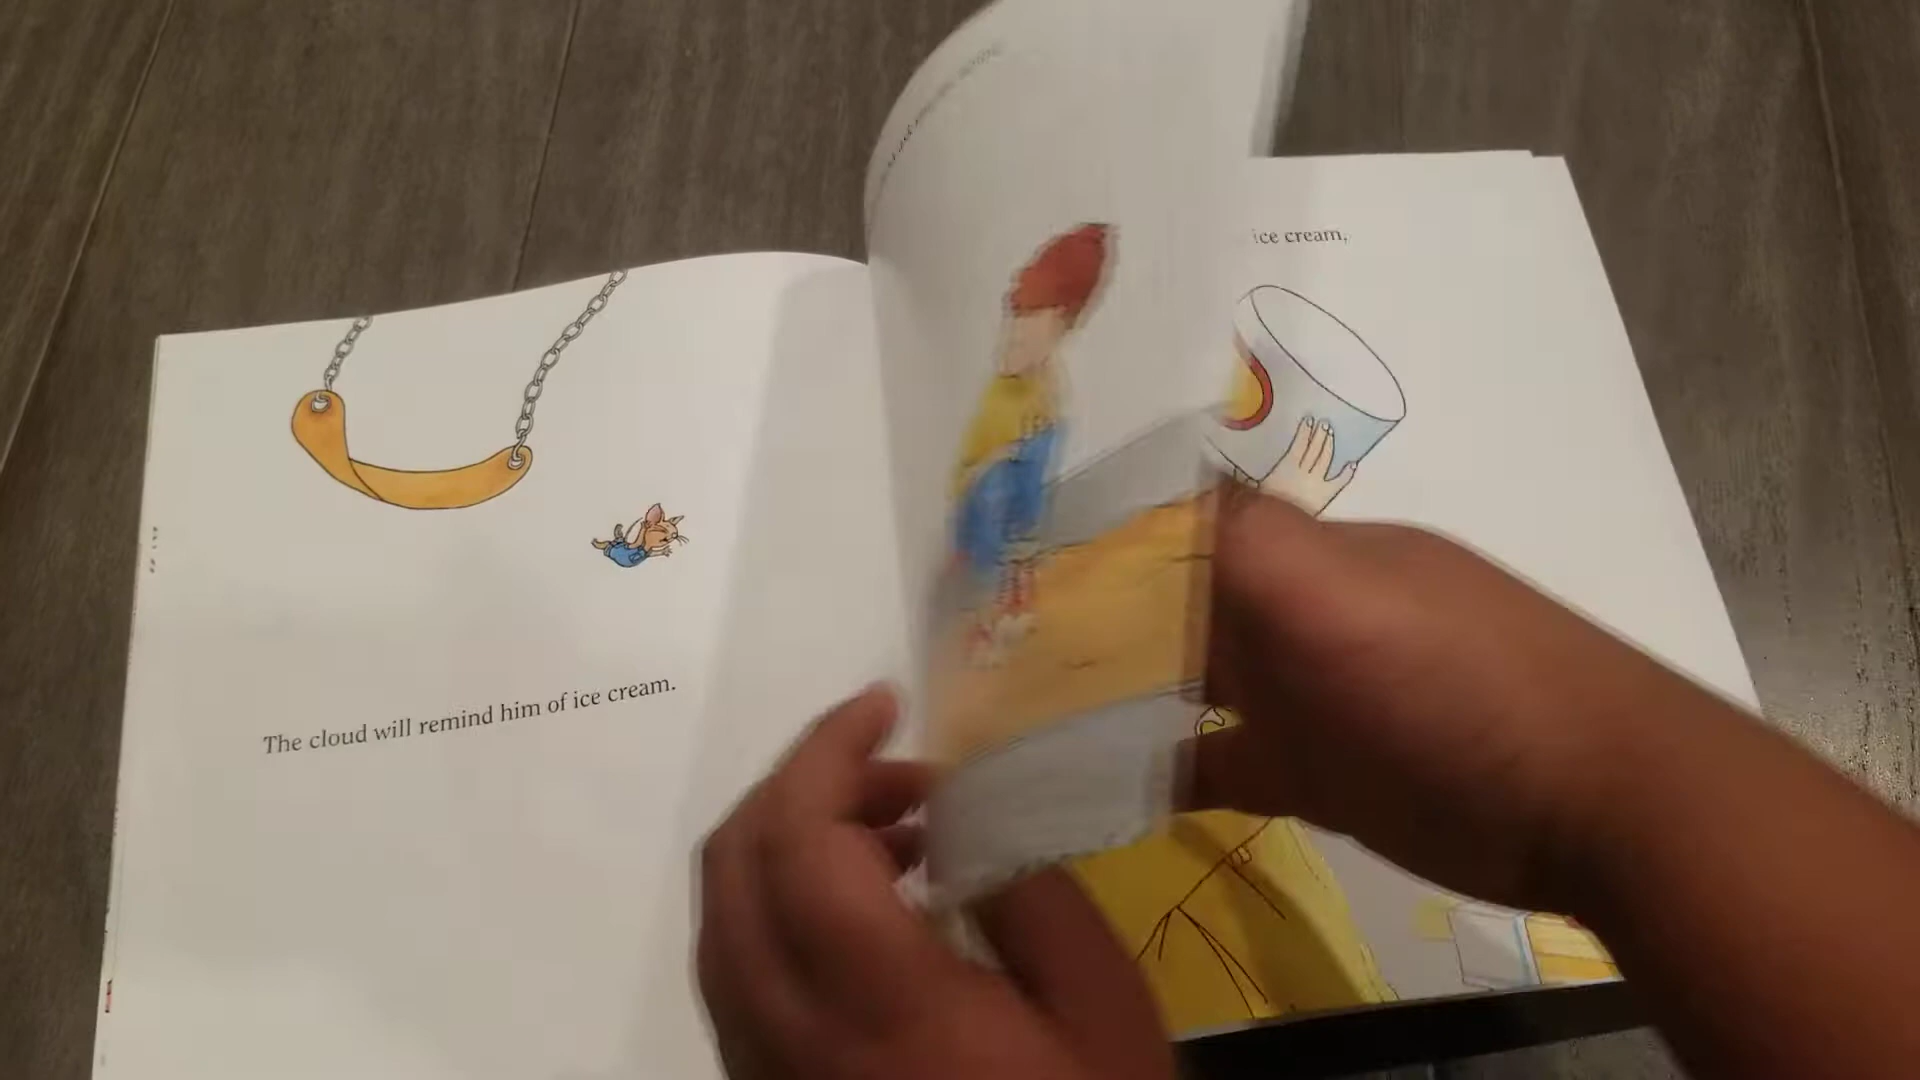 The cloud will remind him of ice cream.
ice cream,